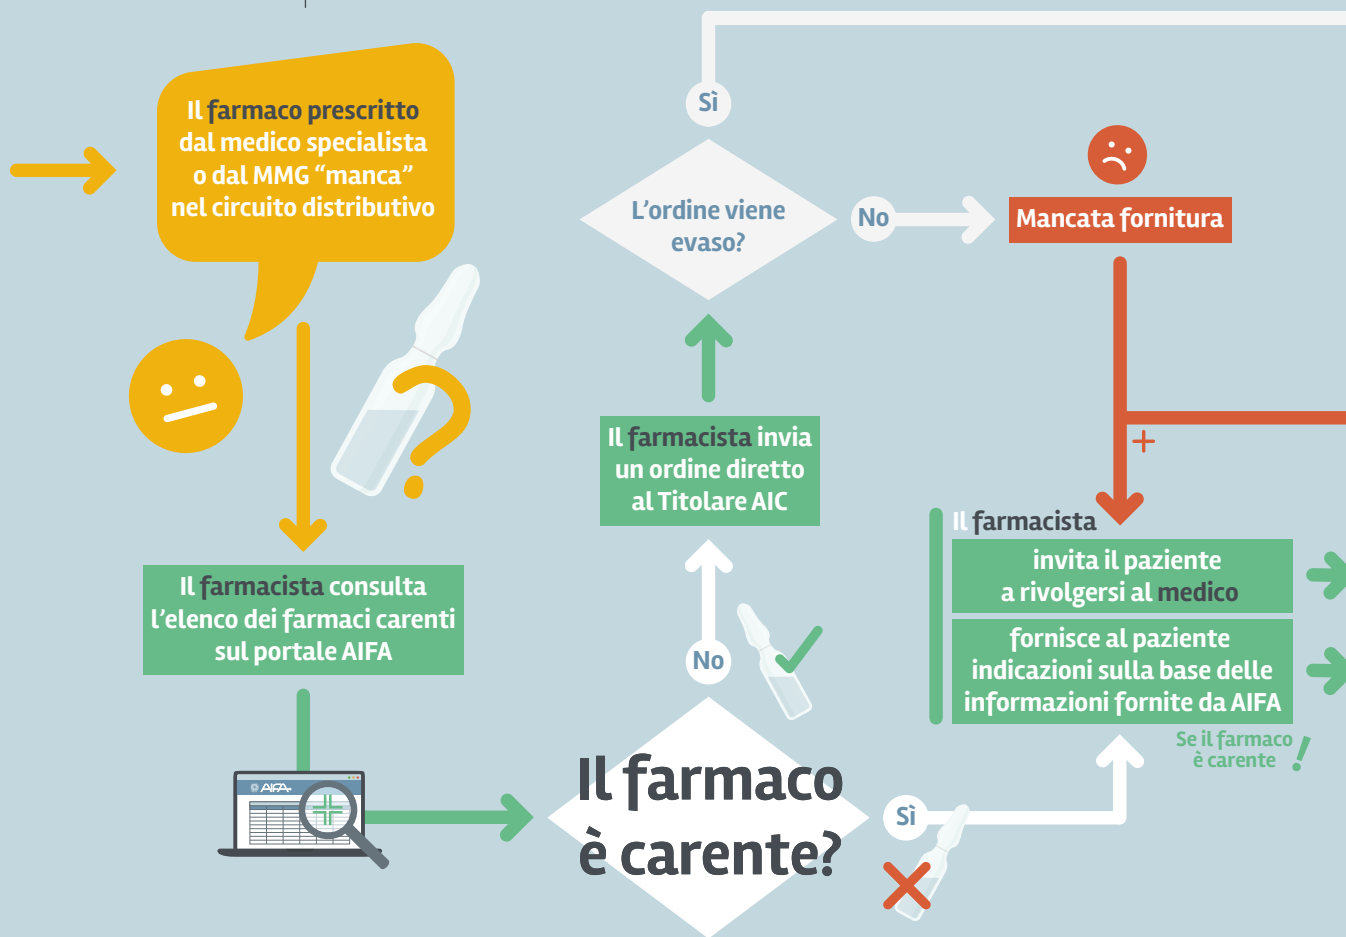 Il farmaco prescritto
dal medico specialista
o dal MMG “manca”
nel circuito distributivo
Il farmacista consulta
l’elenco dei farmaci carenti
sul portale AIFA
AIFA
Il farmaco
è carente?
No
Il farmacista invia
un ordine diretto
al Titolare AIC
L’ordine viene
evaso?
Sì
No
Mancata fornitura
+
Il farmacista
invita il paziente
a rivolgersi al medico
fornisce al paziente
indicazioni sulla base delle
informazioni fornite da AIFA
Se il farmaco
è carente !
Sì